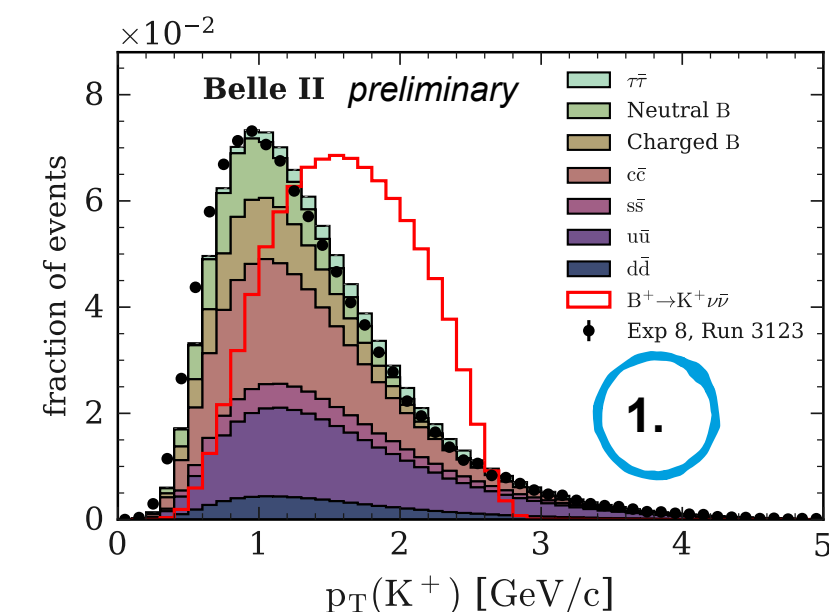 ×10⁻²
Belle II preliminary
ττ̄
Neutral B
Charged B
cc̄
ss̄
uū
dd̄
B⁺→K⁺νν̄
Exp 8, Run 3123
1.
fraction of events
8
6
4
2
0
0 1 2 3 4 5
p_T(K⁺) [GeV/c]